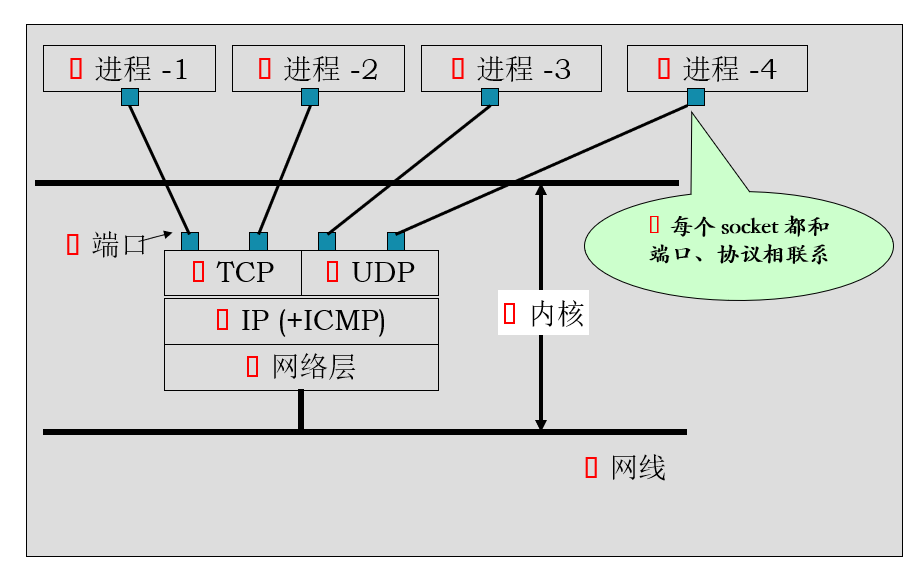 进程 -1
进程 -2
进程 -3
进程 -4
每个 socket 都和
端口、协议相联系
端口
TCP
UDP
IP (+ICMP)
内核
网络层
网线